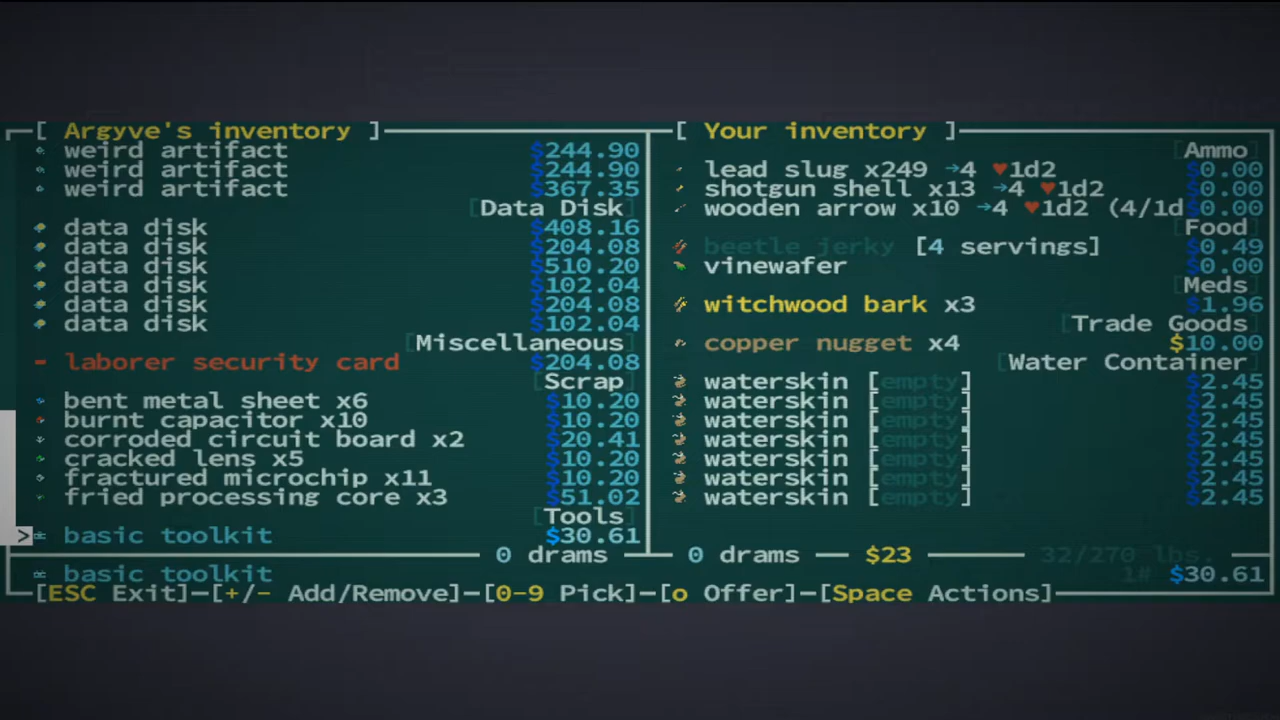 [ Argyve's inventory ]
weird artifact $244.90
weird artifact $244.90
weird artifact $367.35
[Data Disk]
data disk $408.16
data disk $204.08
data disk $510.20
data disk $102.04
data disk $204.08
data disk $102.04
[Miscellaneous]
laborer security card $204.08
[Scrap]
bent metal sheet x6 $10.20
burnt capacitor x10 $10.20
corroded circuit board x2 $20.41
cracked lens x5 $10.20
fractured microchip x11 $10.20
fried processing core x3 $51.02
[Tools]
> basic toolkit $30.61
0 drams
[ Your inventory ]
[Ammo]
lead slug x249 →4 ♥1d2 $0.00
shotgun shell x13 →4 ♥1d2 $0.00
wooden arrow x10 →4 ♥1d2 (4/1d $0.00
[Food]
beetle jerky [4 servings] $0.49
vinewafer $0.00
[Meds]
witchwood bark x3 $1.96
[Trade Goods]
copper nugget x4 $10.00
[Water Container]
waterskin [empty] $2.45
waterskin [empty] $2.45
waterskin [empty] $2.45
waterskin [empty] $2.45
waterskin [empty] $2.45
waterskin [empty] $2.45
waterskin [empty] $2.45
0 drams — $23 — 32/270 lbs.
basic toolkit 1# $30.61
[ESC Exit]—[+/- Add/Remove]—[0-9 Pick]—[o Offer]—[Space Actions]